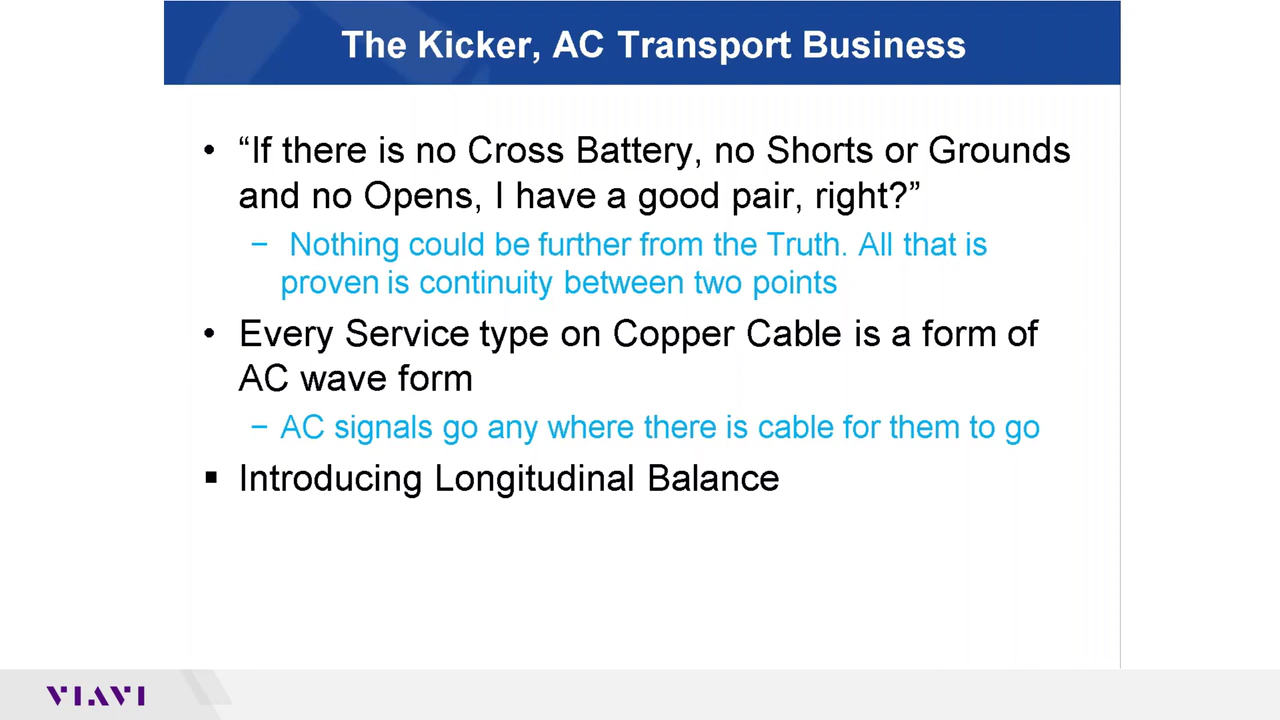 The Kicker, AC Transport Business
• “If there is no Cross Battery, no Shorts or Grounds
and no Opens, I have a good pair, right?”
− Nothing could be further from the Truth. All that is
proven is continuity between two points
• Every Service type on Copper Cable is a form of
AC wave form
− AC signals go any where there is cable for them to go
▪ Introducing Longitudinal Balance
VIAVI